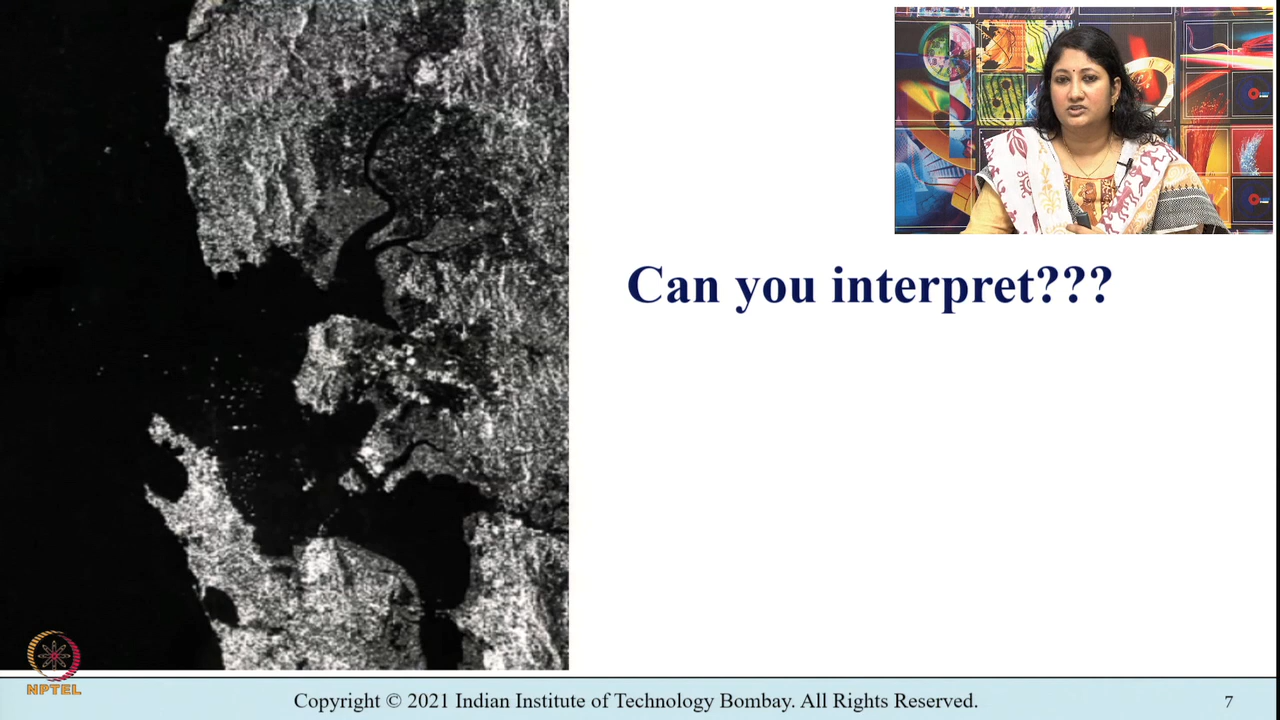 Can you interpret???
NPTEL
Copyright © 2021 Indian Institute of Technology Bombay. All Rights Reserved.
7